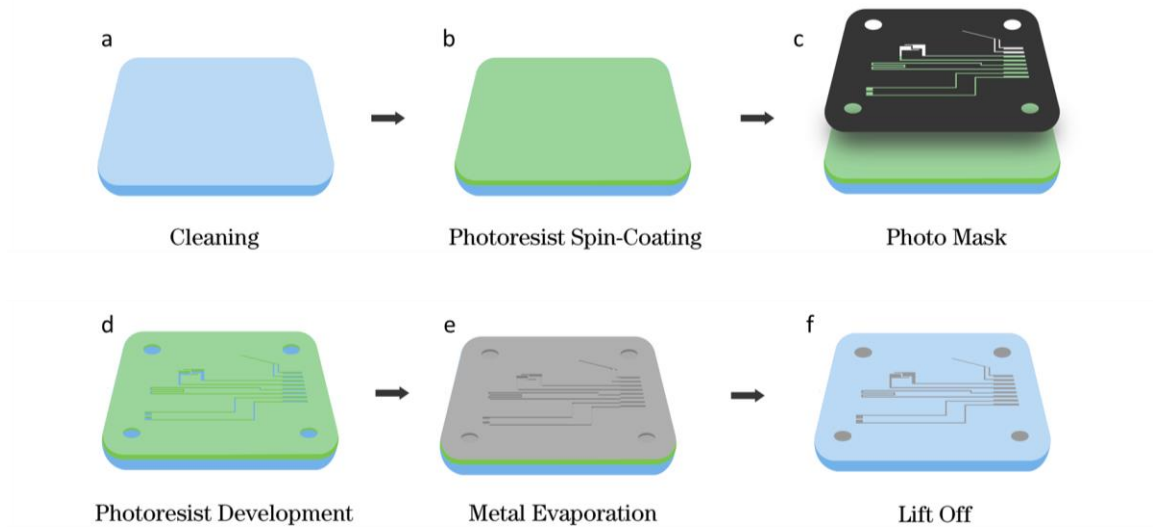 a
b
c
Cleaning
Photoresist Spin-Coating
Photo Mask
d
e
f
Photoresist Development
Metal Evaporation
Lift Off